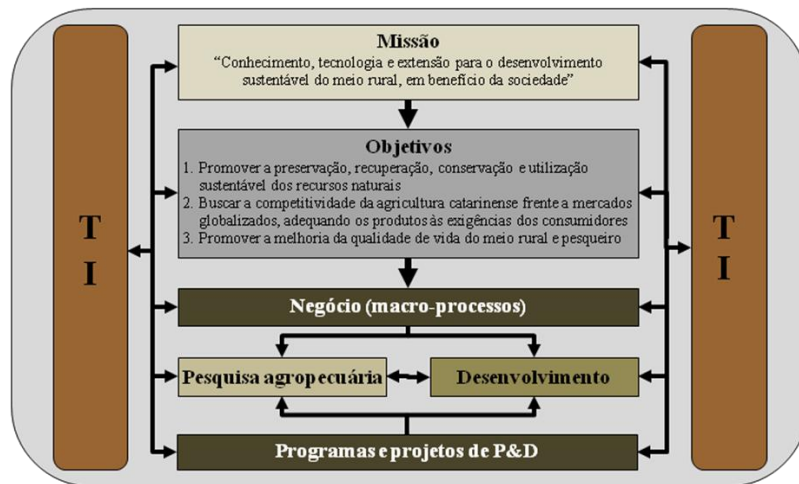 Missão
“Conhecimento, tecnologia e extensão para o desenvolvimento
sustentável do meio rural, em benefício da sociedade”
Objetivos
1. Promover a preservação, recuperação, conservação e utilização
sustentável dos recursos naturais
2. Buscar a competitividade da agricultura catarinense frente a mercados
globalizados, adequando os produtos às exigências dos consumidores
3. Promover a melhoria da qualidade de vida do meio rural e pesqueiro
T
I
T
I
Negócio (macro-processos)
Pesquisa agropecuária
Desenvolvimento
Programas e projetos de P&D